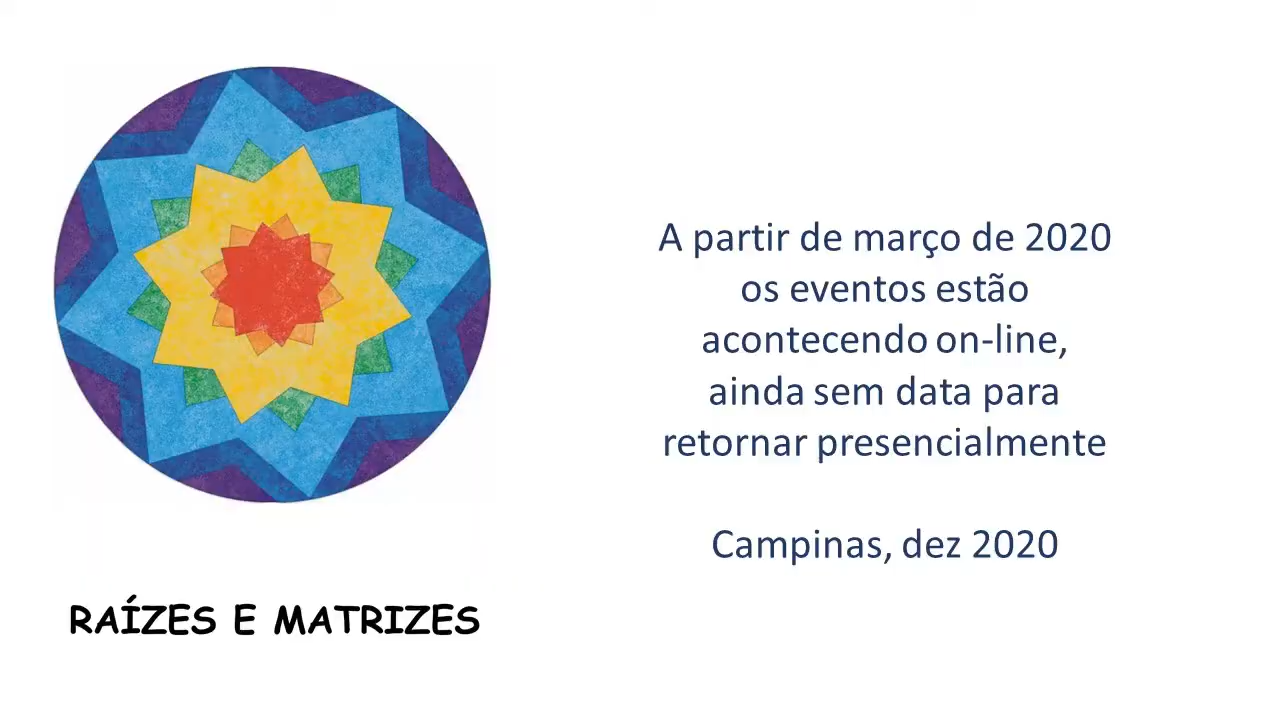 A partir de março de 2020
os eventos estão
acontecendo on-line,
ainda sem data para
retornar presencialmente
Campinas, dez 2020
RAÍZES E MATRIZES